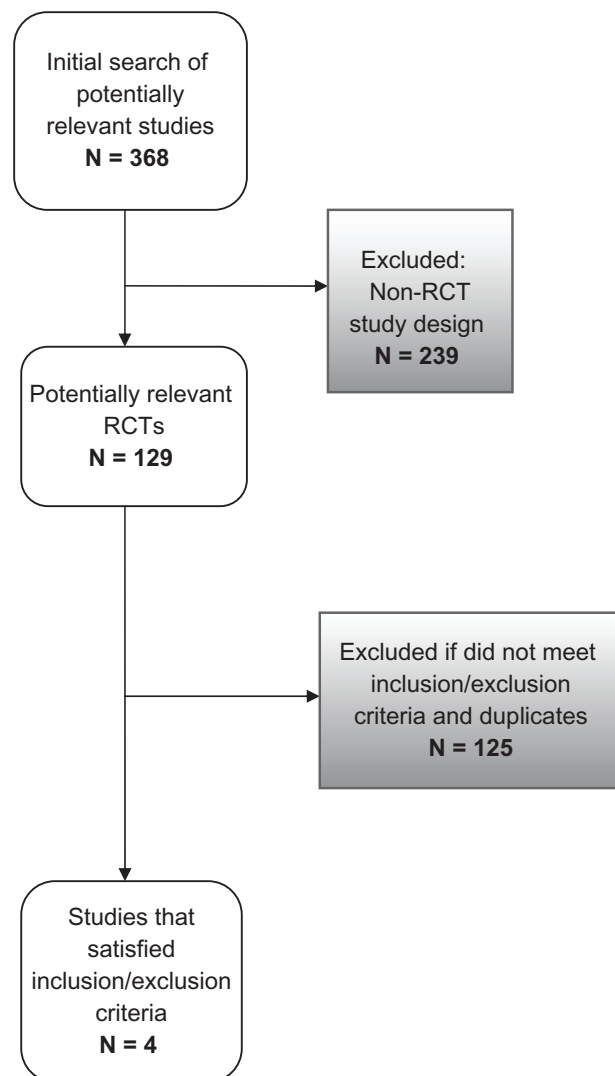 Initial search of
potentially
relevant studies
N = 368
Excluded:
Non-RCT
study design
N = 239
Potentially relevant
RCTs
N = 129
Excluded if did not meet
inclusion/exclusion
criteria and duplicates
N = 125
Studies that
satisfied
inclusion/exclusion
criteria
N = 4